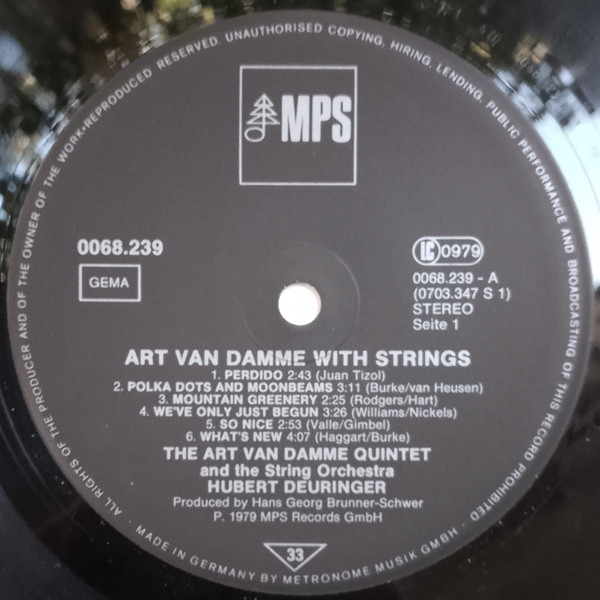 ALL RIGHTS OF THE PRODUCER AND OF THE OWNER OF THE WORK-REPRODUCED RESERVED. UNAUTHORISED COPYING, HIRING, LENDING, PUBLIC PERFORMANCE AND BROADCASTING OF THIS RECORD PROHIBITED
MPS
0068.239
GEMA
LC 0979
0068.239 - A
(0703.347 S 1)
STEREO
Seite 1
ART VAN DAMME WITH STRINGS
1. PERDIDO 2:43 (Juan Tizol)
2. POLKA DOTS AND MOONBEAMS 3:11 (Burke/van Heusen)
3. MOUNTAIN GREENERY 2:25 (Rodgers/Hart)
4. WE'VE ONLY JUST BEGUN 3:26 (Williams/Nickels)
5. SO NICE 2:53 (Valle/Gimbel)
6. WHAT'S NEW 4:07 (Haggart/Burke)
THE ART VAN DAMME QUINTET
and the String Orchestra
HUBERT DEURINGER
Produced by Hans Georg Brunner-Schwer
P. 1979 MPS Records GmbH
33
- MADE IN GERMANY BY METRONOME MUSIK GMBH -